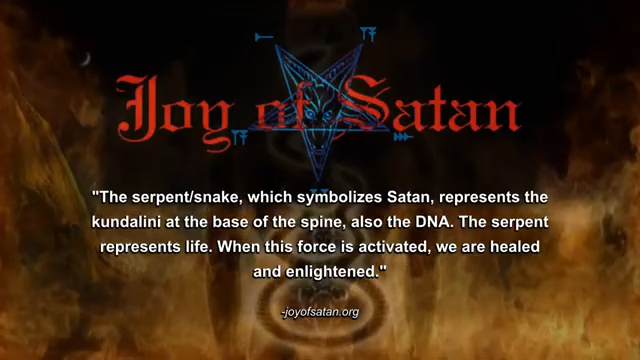 Joy of Satan
"The serpent/snake, which symbolizes Satan, represents the
kundalini at the base of the spine, also the DNA. The serpent
represents life. When this force is activated, we are healed
and enlightened."
-joyofsatan.org